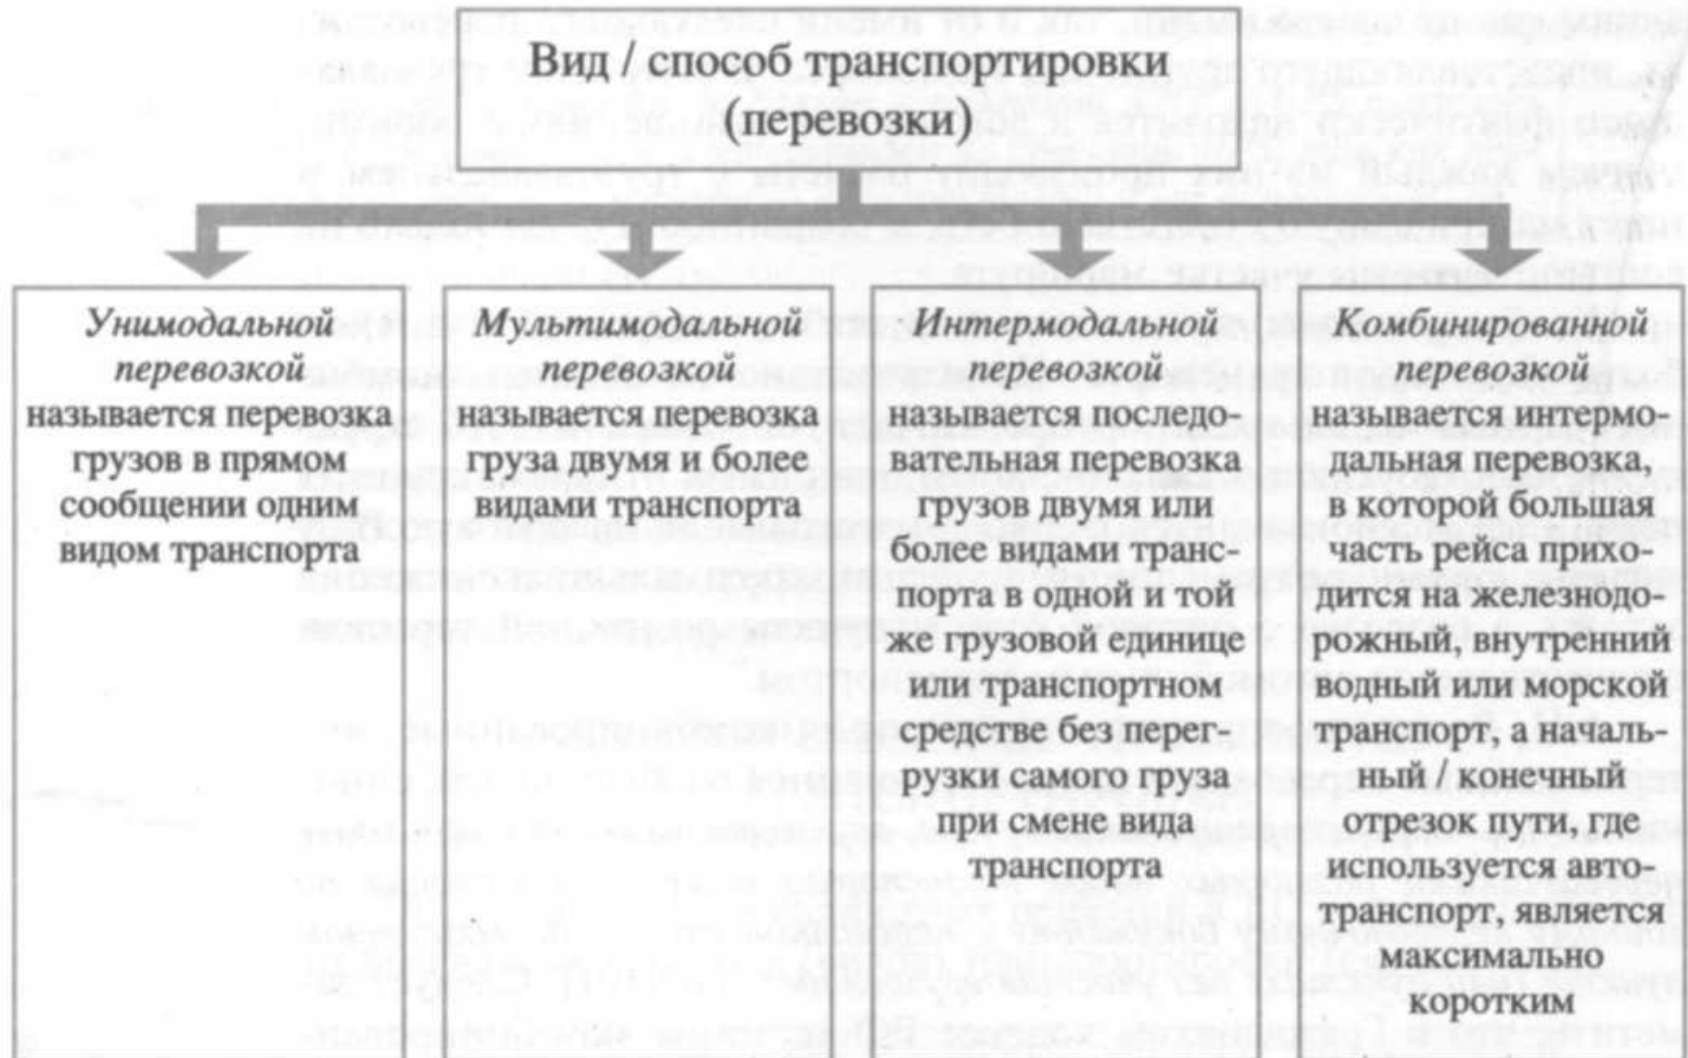 Вид / способ транспортировки
(перевозки)
Унимодальной
перевозкой
называется перевозка
грузов в прямом
сообщении одним
видом транспорта
Мультимодальной
перевозкой
называется перевозка
груза двумя и более
видами транспорта
Интермодальной
перевозкой
называется последо-
вательная перевозка
грузов двумя или
более видами транс-
порта в одной и той
же грузовой единице
или транспортном
средстве без перег-
рузки самого груза
при смене вида
транспорта
Комбинированной
перевозкой
называется интермо-
дальная перевозка,
в которой большая
часть рейса прихо-
дится на железнодо-
рожный, внутренний
водный или морской
транспорт, а началь-
ный / конечный
отрезок пути, где
используется авто-
транспорт, является
максимально
коротким